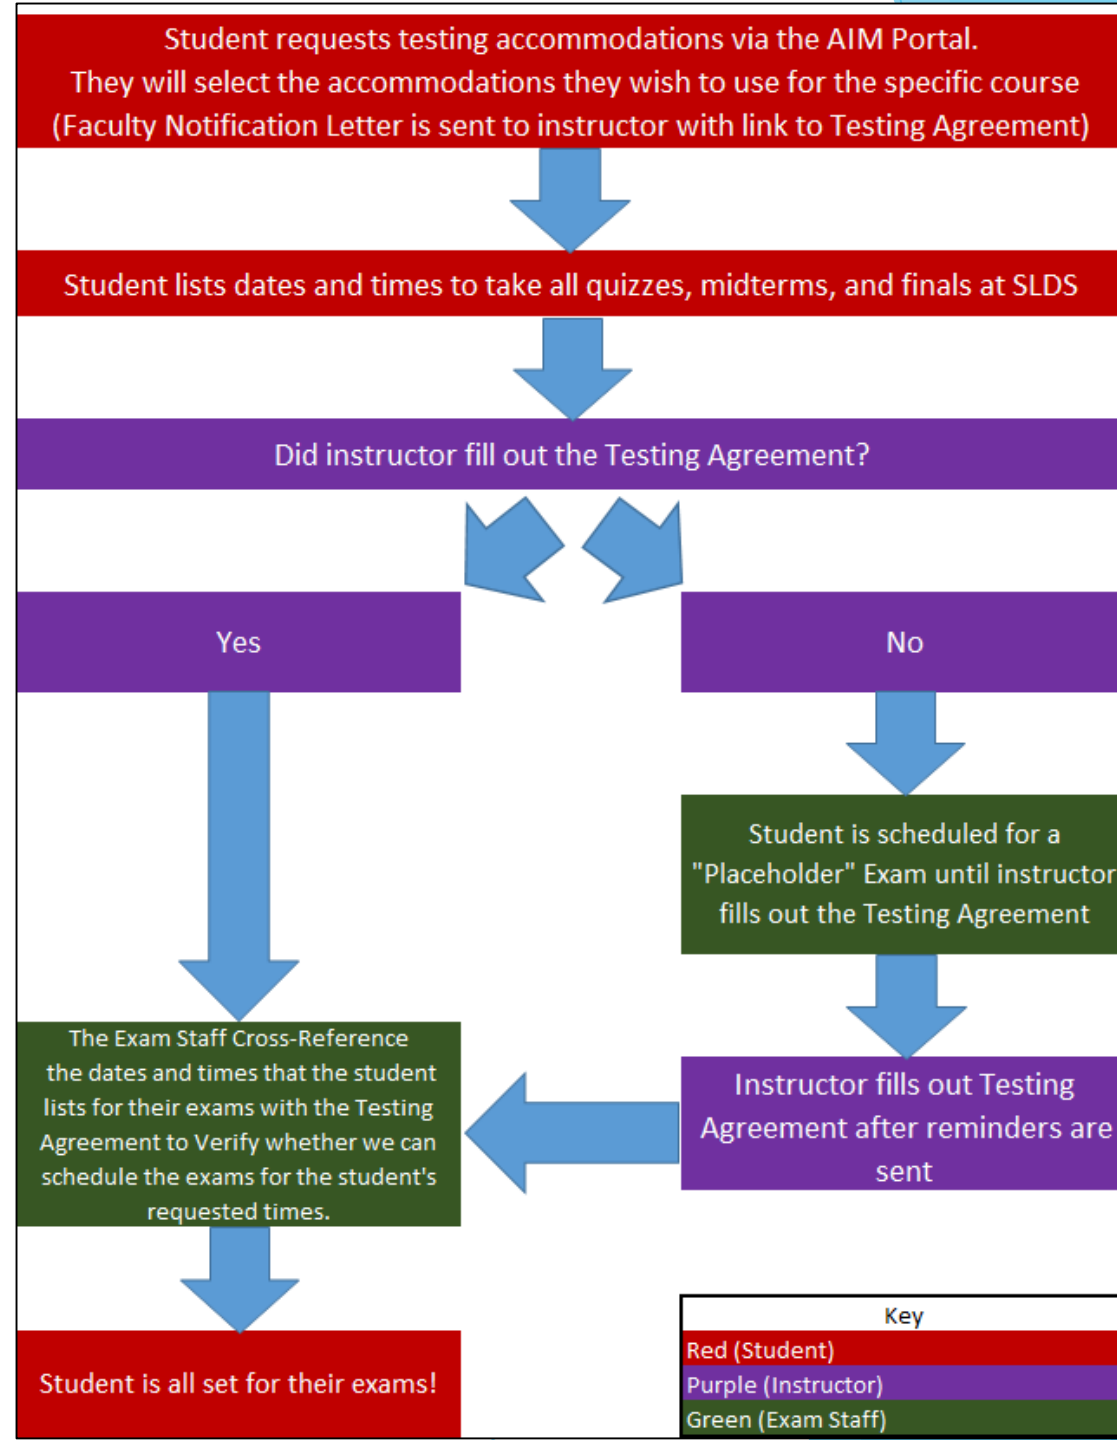 Student requests testing accommodations via the AIM Portal.
They will select the accommodations they wish to use for the specific course
(Faculty Notification Letter is sent to instructor with link to Testing Agreement)
Student lists dates and times to take all quizzes, midterms, and finals at SLDS
Did instructor fill out the Testing Agreement?
Yes
No
Student is scheduled for a
"Placeholder" Exam until instructor
fills out the Testing Agreement
The Exam Staff Cross-Reference
the dates and times that the student
lists for their exams with the Testing
Agreement to Verify whether we can
schedule the exams for the student's
requested times.
Instructor fills out Testing
Agreement after reminders are
sent
Student is all set for their exams!
Key
Red (Student)
Purple (Instructor)
Green (Exam Staff)